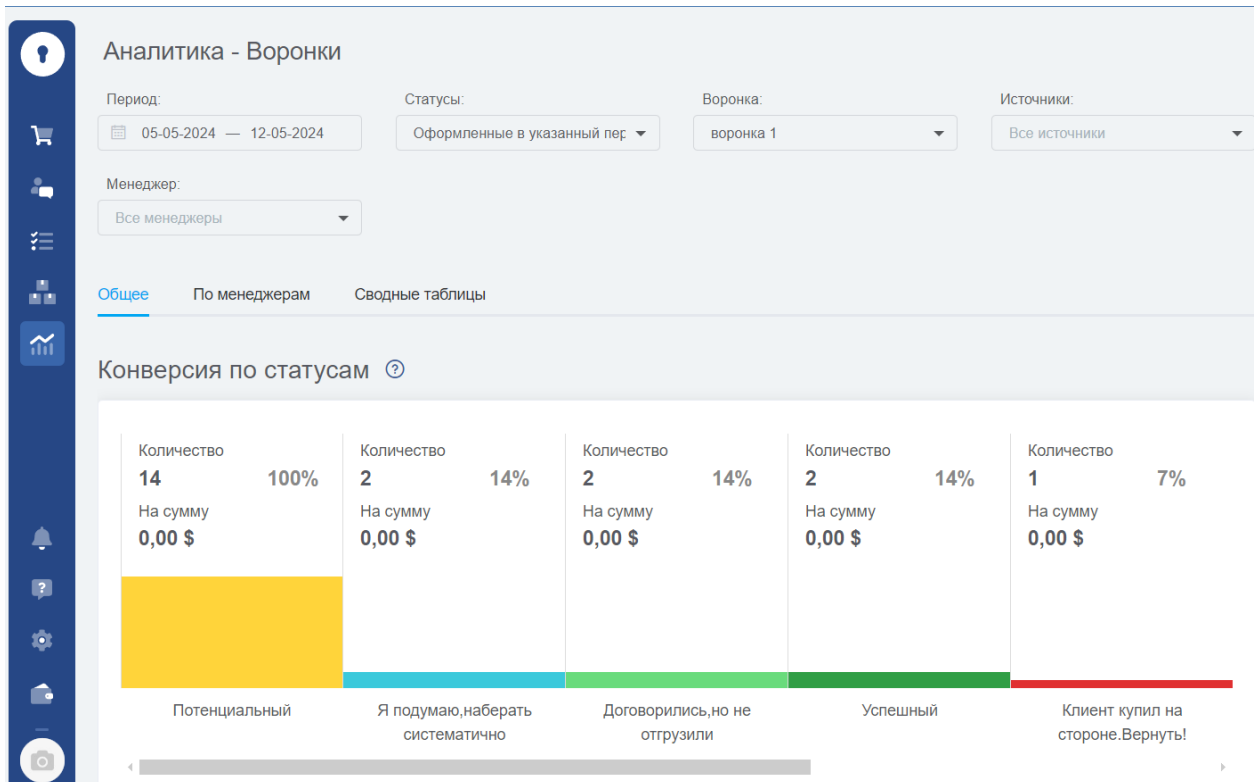 Аналитика - Воронки
Период:
Статусы:
Воронка:
Источники:
05-05-2024 — 12-05-2024
Оформленные в указанный пер
воронка 1
Все источники
Менеджер:
Все менеджеры
Общее
По менеджерам
Сводные таблицы
Конверсия по статусам ?
Количество
14 100%
На сумму
0,00 $
Количество
2 14%
На сумму
0,00 $
Количество
2 14%
На сумму
0,00 $
Количество
2 14%
На сумму
0,00 $
Количество
1 7%
На сумму
0,00 $
Потенциальный
Я подумаю,наберать
систематично
Договорились,но не
отгрузили
Успешный
Клиент купил на
стороне.Вернуть!